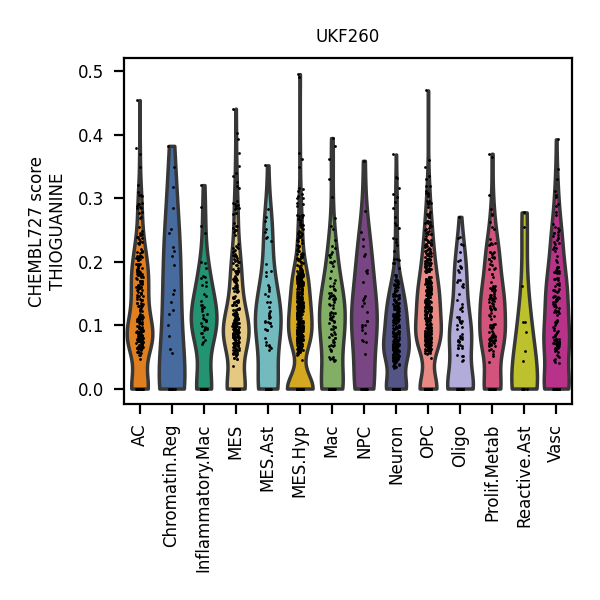 UKF260
CHEMBL727 score
THIOGUANINE
0.5
0.4
0.3
0.2
0.1
0.0
AC
Chromatin.Reg
Inflammatory.Mac
MES
MES.Ast
MES.Hyp
Mac
NPC
Neuron
OPC
Oligo
Prolif.Metab
Reactive.Ast
Vasc